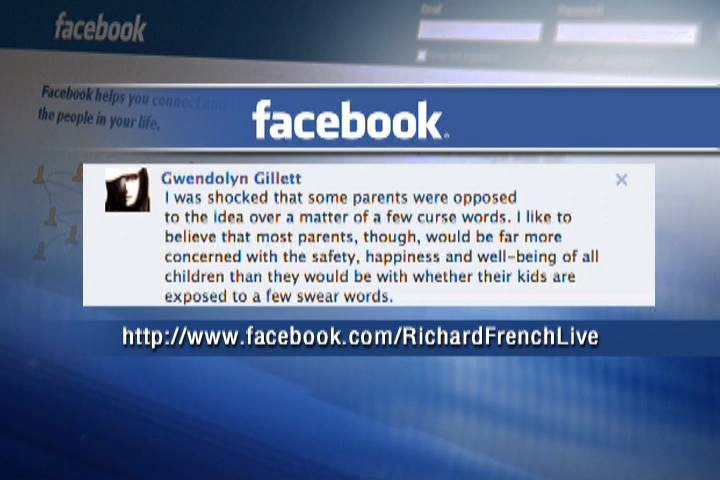 facebook
Email
Password
Facebook helps you connect and
the people in your life.
facebook
Gwendolyn Gillett
I was shocked that some parents were opposed
to the idea over a matter of a few curse words. I like to
believe that most parents, though, would be far more
concerned with the safety, happiness and well-being of all
children than they would be with whether their kids are
exposed to a few swear words.
http://www.facebook.com/RichardFrenchLive